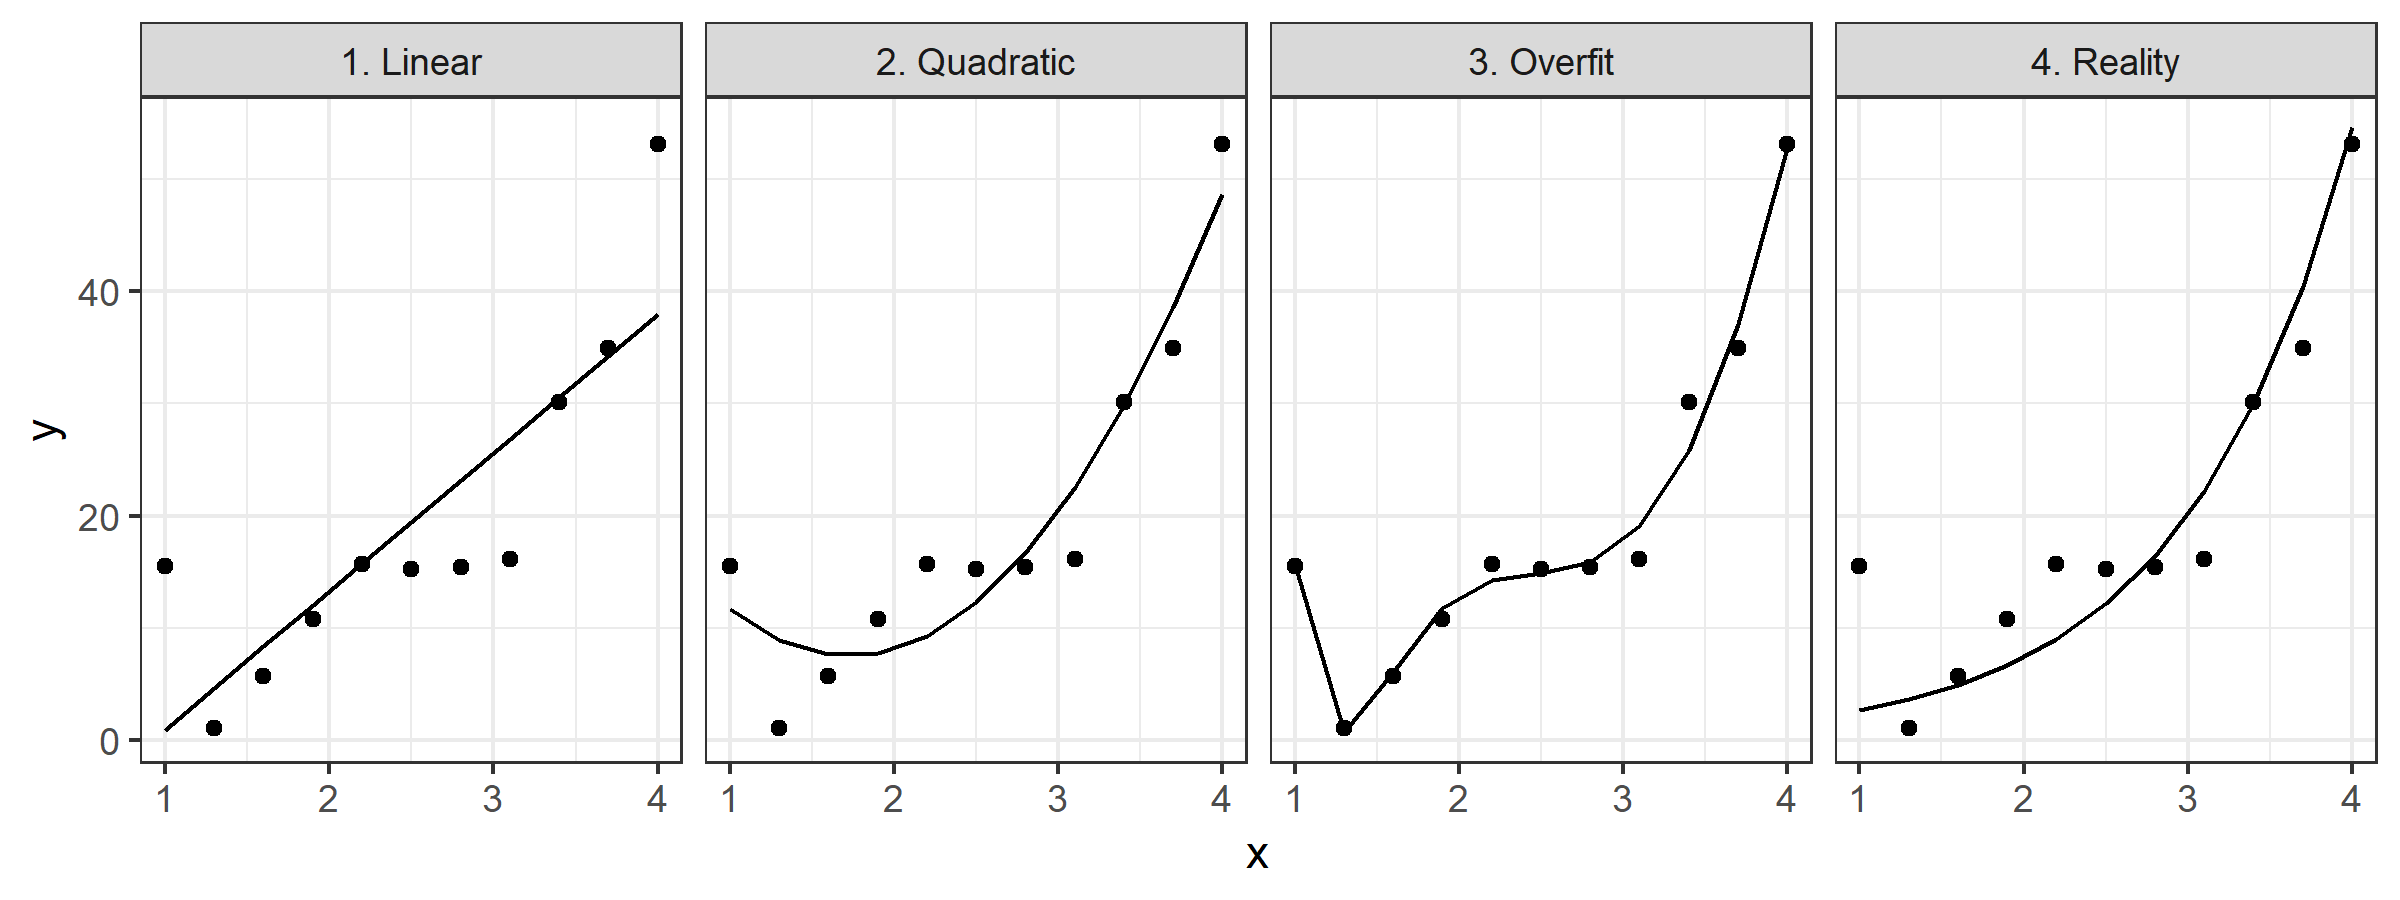 1. Linear
2. Quadratic
3. Overfit
4. Reality
y
40
20
0
1 2 3 4
1 2 3 4
1 2 3 4
1 2 3 4
x